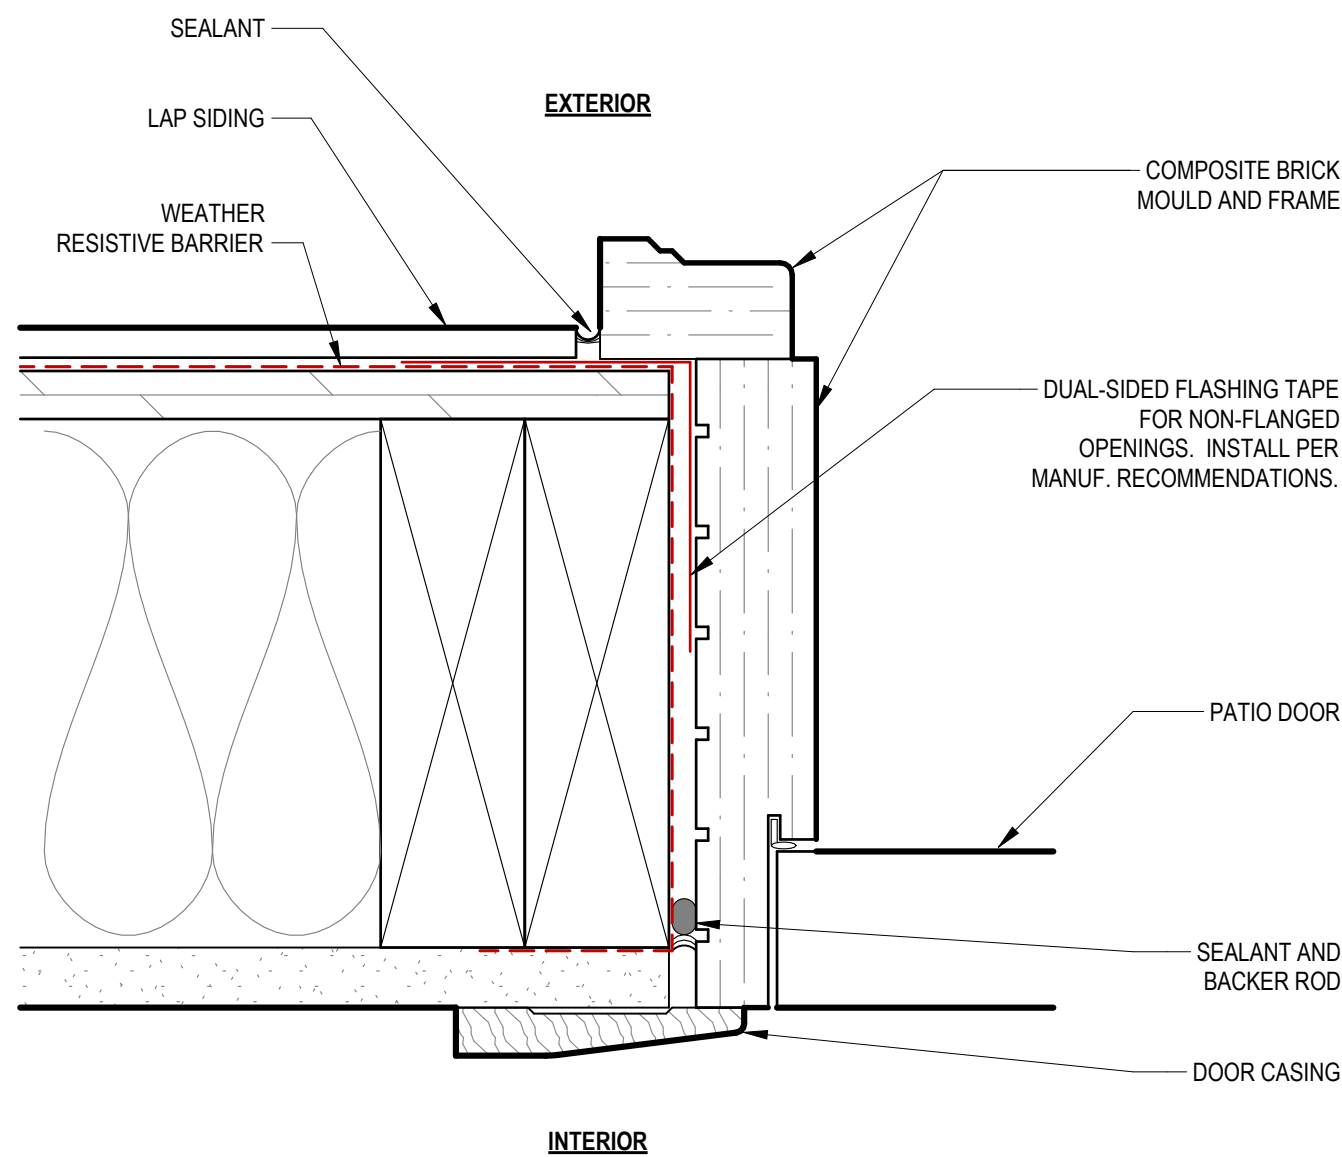 SEALANT
EXTERIOR
LAP SIDING
COMPOSITE BRICK
MOULD AND FRAME
WEATHER
RESISTIVE BARRIER
DUAL-SIDED FLASHING TAPE
FOR NON-FLANGED
OPENINGS. INSTALL PER
MANUF. RECOMMENDATIONS.
PATIO DOOR
SEALANT AND
BACKER ROD
DOOR CASING
INTERIOR